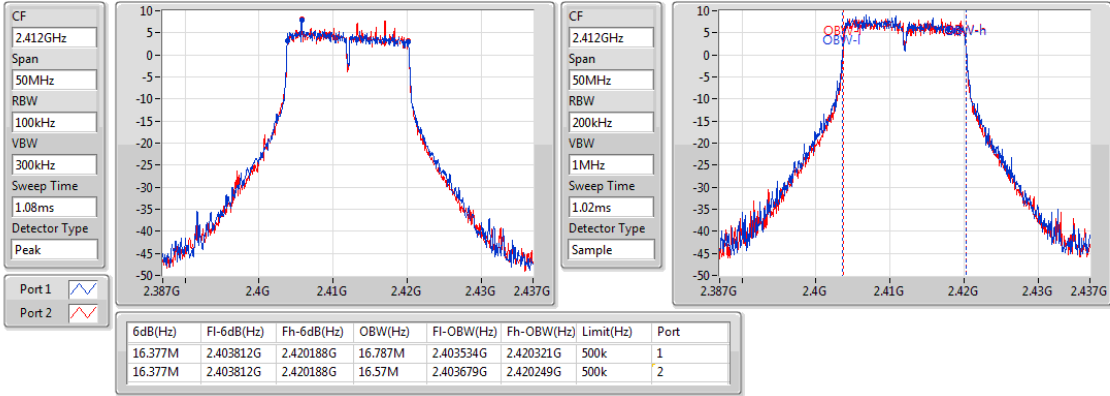 CF
2.412GHz
Span
50MHz
RBW
100kHz
VBW
300kHz
Sweep Time
1.08ms
Detector Type
Peak
Port 1
Port 2
10
5
0
-5
-10
-15
-20
-25
-30
-35
-40
-45
-50
2.387G 2.4G 2.41G 2.42G 2.43G 2.437G
CF
2.412GHz
Span
50MHz
RBW
200kHz
VBW
1MHz
Sweep Time
1.02ms
Detector Type
Sample
10
5
0
-5
-10
-15
-20
-25
-30
-35
-40
-45
-50
OBW-l
2.387G 2.4G 2.41G 2.42G 2.43G 2.437G
6dB(Hz) Fl-6dB(Hz) Fh-6dB(Hz) OBW(Hz) Fl-OBW(Hz) Fh-OBW(Hz) Limit(Hz) Port
16.377M 2.403812G 2.420188G 16.787M 2.403534G 2.420321G 500k 1
16.377M 2.403812G 2.420188G 16.57M 2.403679G 2.420249G 500k 2